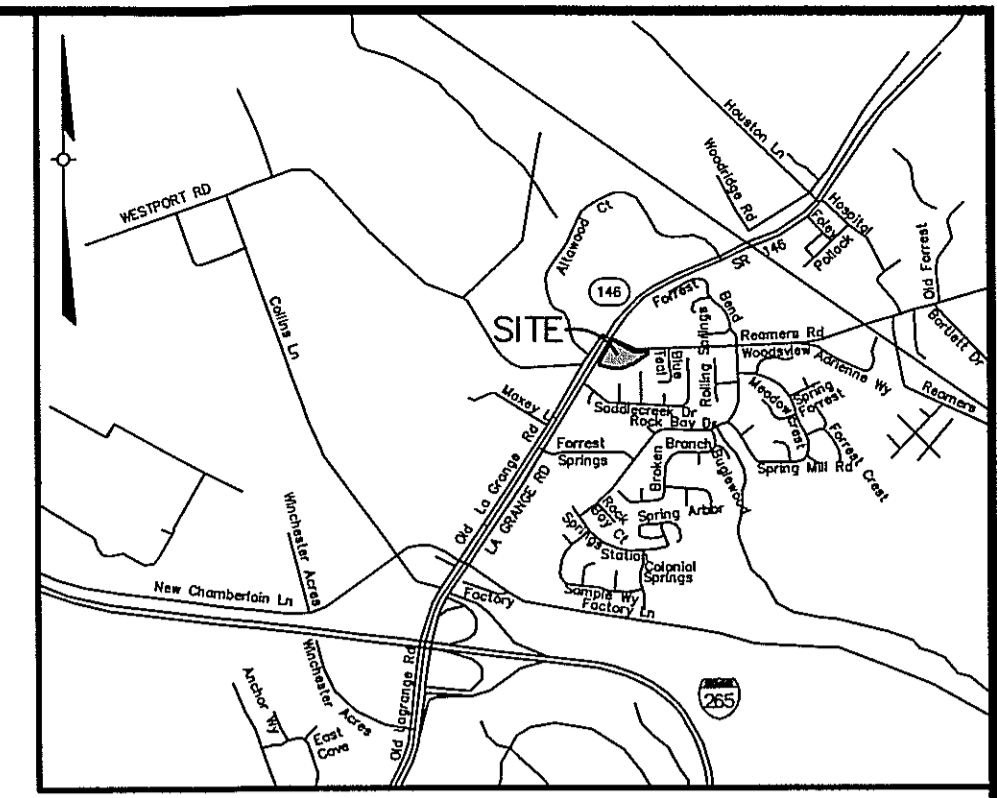 Houston Ln
Woodridge Rd
Hospital
Foley
Pollock
WESTPORT RD
Altawood Ct
SR 146
Old Forrest
146
Forrest
Bend
Bartlett Dr
SITE
Reamers Rd
Collins Ln
Blue
Teal
Rolling Springs
Woodsview
Adrienne Wy
Reamers
Meadow
Crest
Spring
Forrest
Maxey L
Saddlecreek Dr
Rock Bay Dr
Forrest
Springs
Branch
Broken
Buglewood
Forrest Crest
Spring Mill Rd
Old La Grange Rd
LA GRANGE RD
Rock
Bay Ct
Spring Arbor
Springs
Station
Colonial
Springs
Winchester Acres
New Chamberlain Ln
Factory
Sample Wy
Factory Ln
Winchester Acres
Old Lagrange Rd
Anchor Wy
East
Cove
265